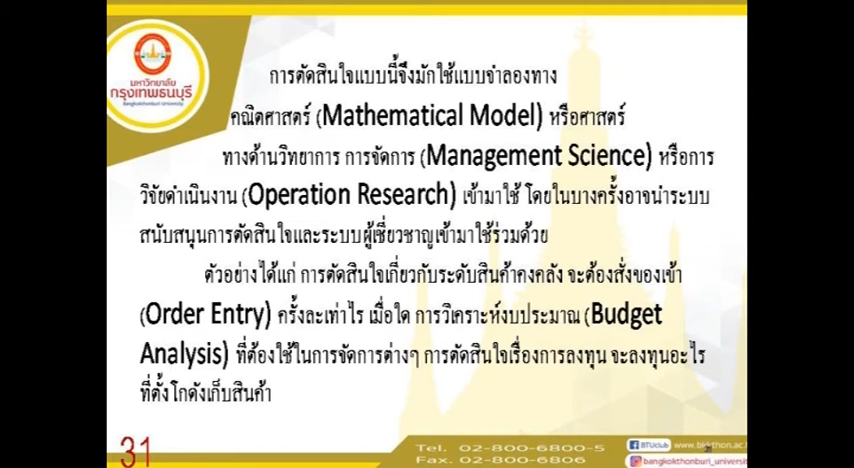 มหาวิทยาลัย
กรุงเทพธนบุรี
Bangkokthonburi University
การตัดสินใจแบบนี้จึงมักใช้แบบจำลองทาง
คณิตศาสตร์ (Mathematical Model) หรือศาสตร์
ทางด้านวิทยาการ การจัดการ (Management Science) หรือการ
วิจัยดำเนินงาน (Operation Research) เข้ามาใช้ โดยในบางครั้งอาจนำระบบ
สนับสนุนการตัดสินใจและระบบผู้เชี่ยวชาญเข้ามาใช้ร่วมด้วย
ตัวอย่างได้แก่ การตัดสินใจเกี่ยวกับระดับสินค้าคงคลัง จะต้องสั่งของเข้า
(Order Entry) ครั้งละเท่าไร เมื่อใด การวิเคราะห์งบประมาณ (Budget
Analysis) ที่ต้องใช้ในการจัดการต่างๆ การตัดสินใจเรื่องการลงทุน จะลงทุนอะไร
ที่ตั้งโกดังเก็บสินค้า
31
Tel. 02-800-6800-5
Fax. 02-800-6806
BTUclub
bangkokthonburi_universit